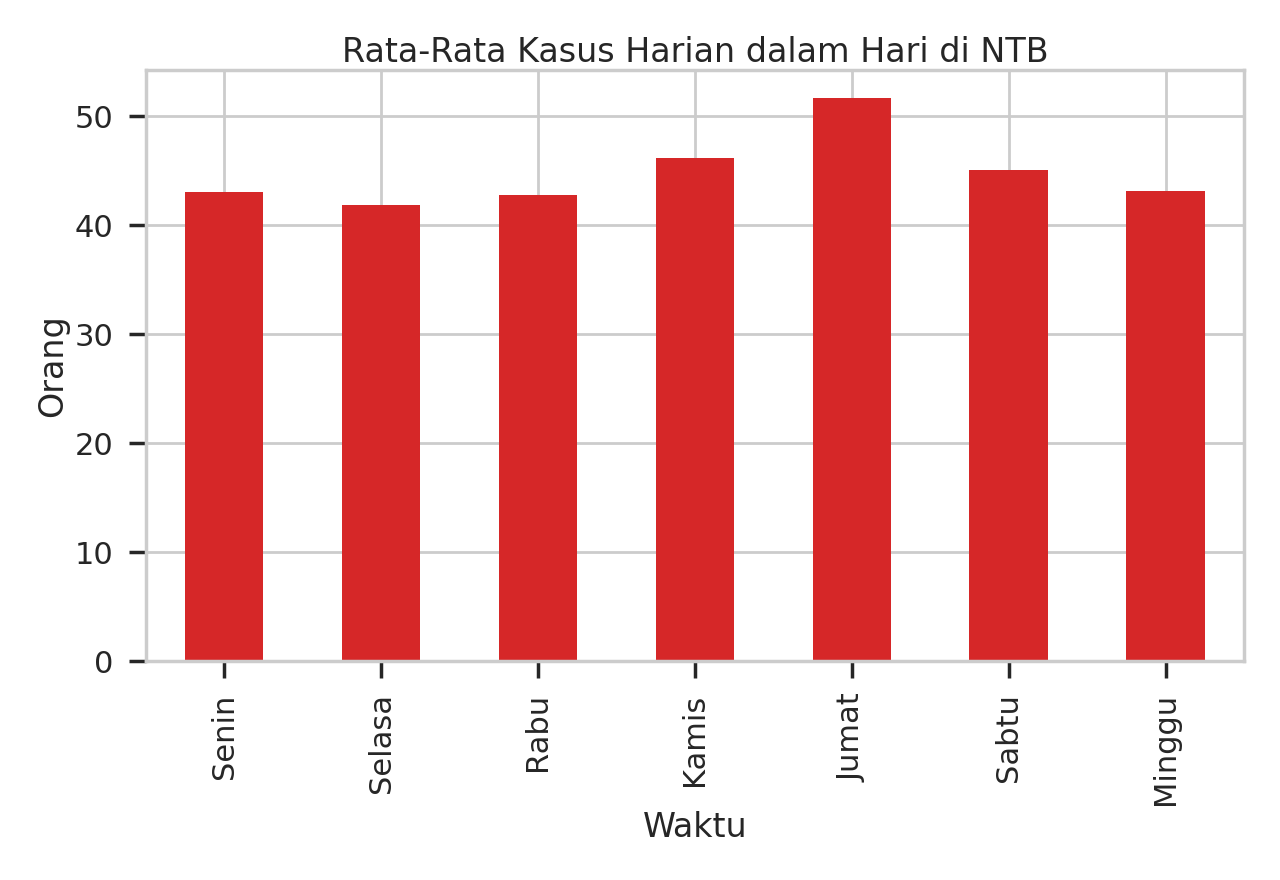 Rata-Rata Kasus Harian dalam Hari di NTB
Orang
50
40
30
20
10
0
Senin
Selasa
Rabu
Kamis
Jumat
Sabtu
Minggu
Waktu